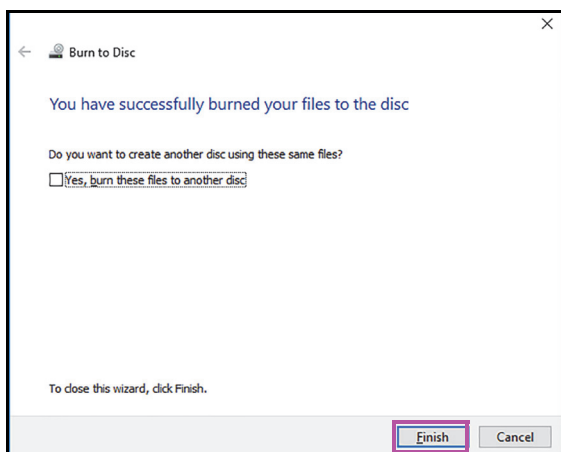 Burn to Disc
You have successfully burned your files to the disc
Do you want to create another disc using these same files?
Yes, burn these files to another disc
To close this wizard, click Finish.
Finish
Cancel